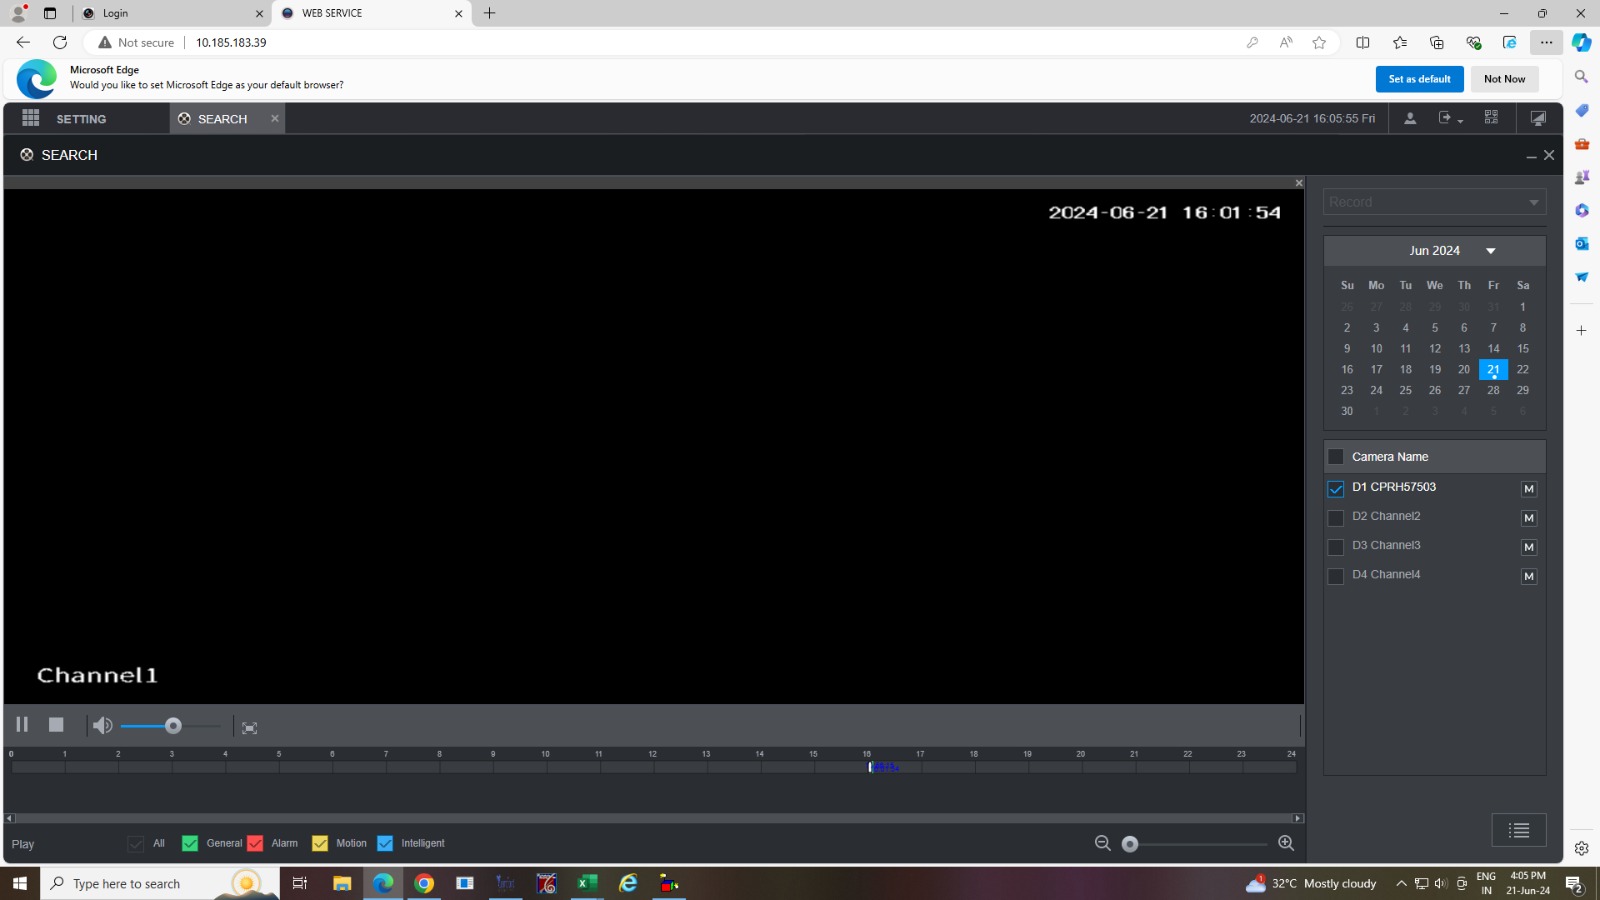 Login
WEB SERVICE
Not secure
10.185.183.39
Microsoft Edge
Would you like to set Microsoft Edge as your default browser?
Set as default
Not Now
SETTING
SEARCH
2024-06-21 16:05:55 Fri
SEARCH
2024-06-21 16:01:54
Record
Jun 2024
Su Mo Tu We Th Fr Sa
26 27 28 29 30 31 1
2 3 4 5 6 7 8
9 10 11 12 13 14 15
16 17 18 19 20 21 22
23 24 25 26 27 28 29
30 1 2 3 4 5 6
Camera Name
D1 CPRH57503 M
D2 Channel2 M
D3 Channel3 M
D4 Channel4 M
Channel1
0 1 2 3 4 5 6 7 8 9 10 11 12 13 14 15 16 17 18 19 20 21 22 23 24
Play
All
General
Alarm
Motion
Intelligent
Type here to search
32°C Mostly cloudy
ENG
IN
4:05 PM
21-Jun-24
2